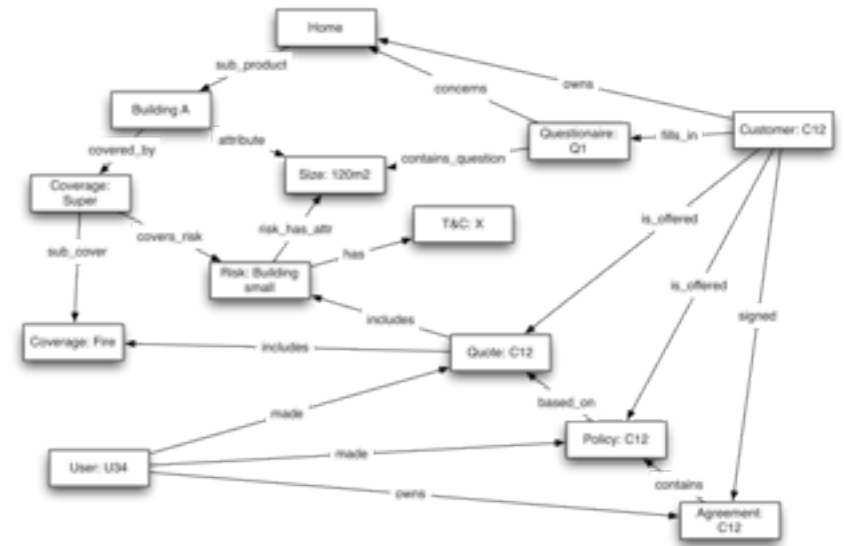 Home
sub_product
concerns
owns
Building A
Customer: C12
attribute
Questionaire:
Q1
fills_in
covered_by
contains_question
Size: 120m2
Coverage:
Super
is_offered
T&C: X
risk_has_attr
covers_risk
has
sub_cover
Risk: Building
small
is_offered
signed
includes
Coverage: Fire
includes
Quote: C12
based_on
made
Policy: C12
made
User: U34
contains
owns
Agreement:
C12